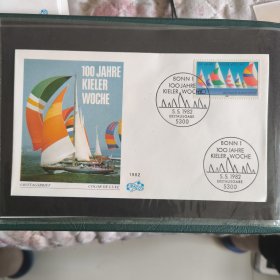 100 JAHRE
KIELER
WOCHE
1982
ERSTTAGSBRIEF
BONN 1
100 JAHRE
KIELER WOCHE
5.5.1982
ERSTAUSGABE
5300
BONN 1
100 JAHRE
KIELER WOCHE
5.5.1982
ERSTAUSGABE
5300